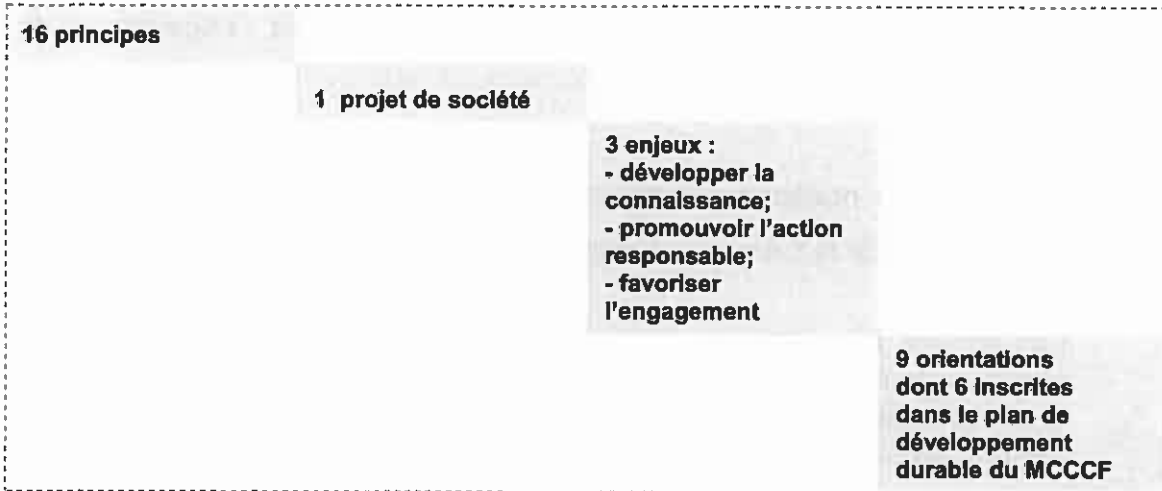 16 principes
1 projet de société
3 enjeux :
- développer la
connaissance;
- promouvoir l'action
responsable;
- favoriser
l'engagement
9 orientations
dont 6 inscrites
dans le plan de
développement
durable du MCCCF